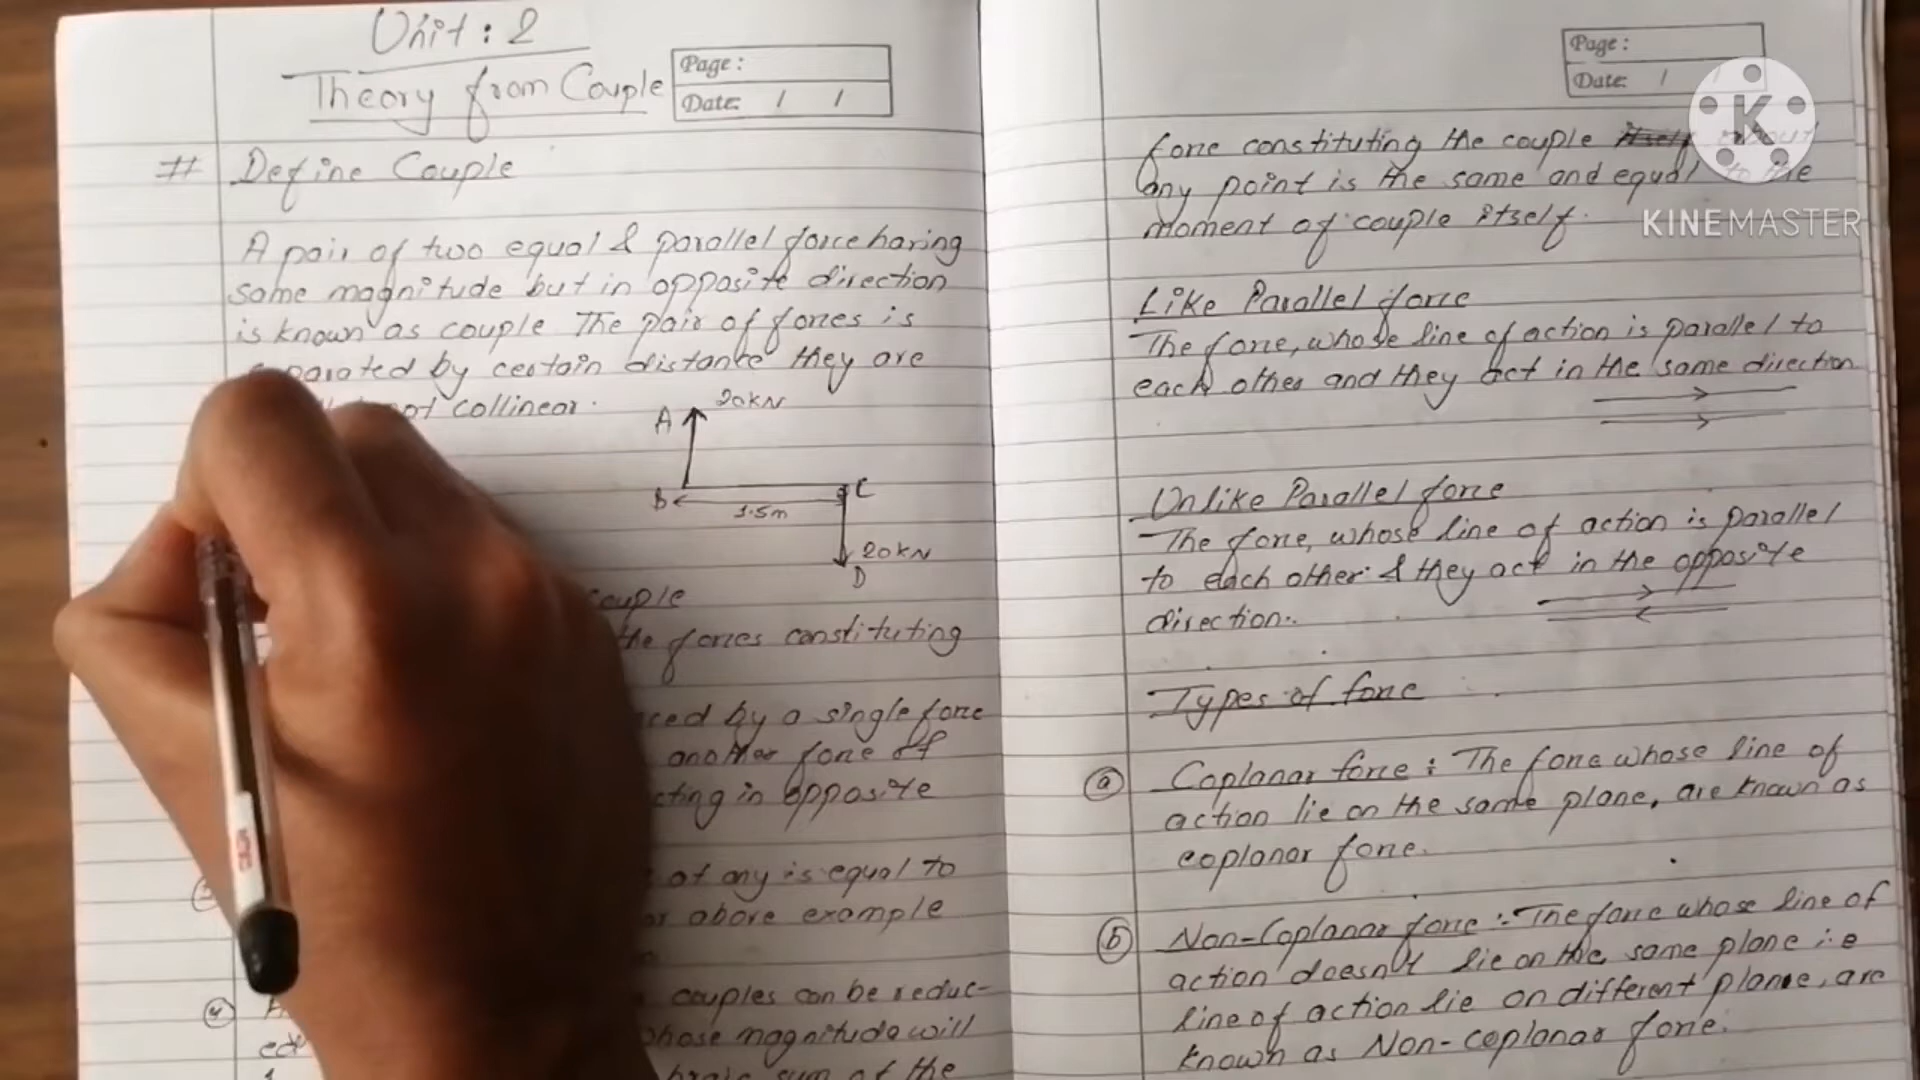 Unit : 2
Theory from Couple
Page :
Date: / /
# Define Couple
A pair of two equal & parallel force having
same magnitude but in opposite direction
is known as couple The pair of forces is
separated by certain distance they are
not collinear.
A 20KN
B C
1.5m
20KN
D
couple
the forces constituting
by a single force
another force of
acting in opposite
of any is equal to
above example
④ couples can be reduc-
whose magnitude will
sum of the
Page :
Date: /
force constituting the couple itself about
any point is the same and equal to the
moment of couple itself.
Like Parallel force
The force, whose line of action is parallel to
each other and they act in the same direction
Unlike Parallel force
The force, whose line of action is parallel
to each other & they act in the opposite
direction.
Types of force
ⓐ Coplanar force : The force whose line of
action lie on the same plane, are known as
coplanar force.
ⓑ Non-Coplanar force :- The force whose line of
action doesn't lie on the same plane i.e
line of action lie on different plane, are
known as Non-coplanar force.
K
KINEMASTER